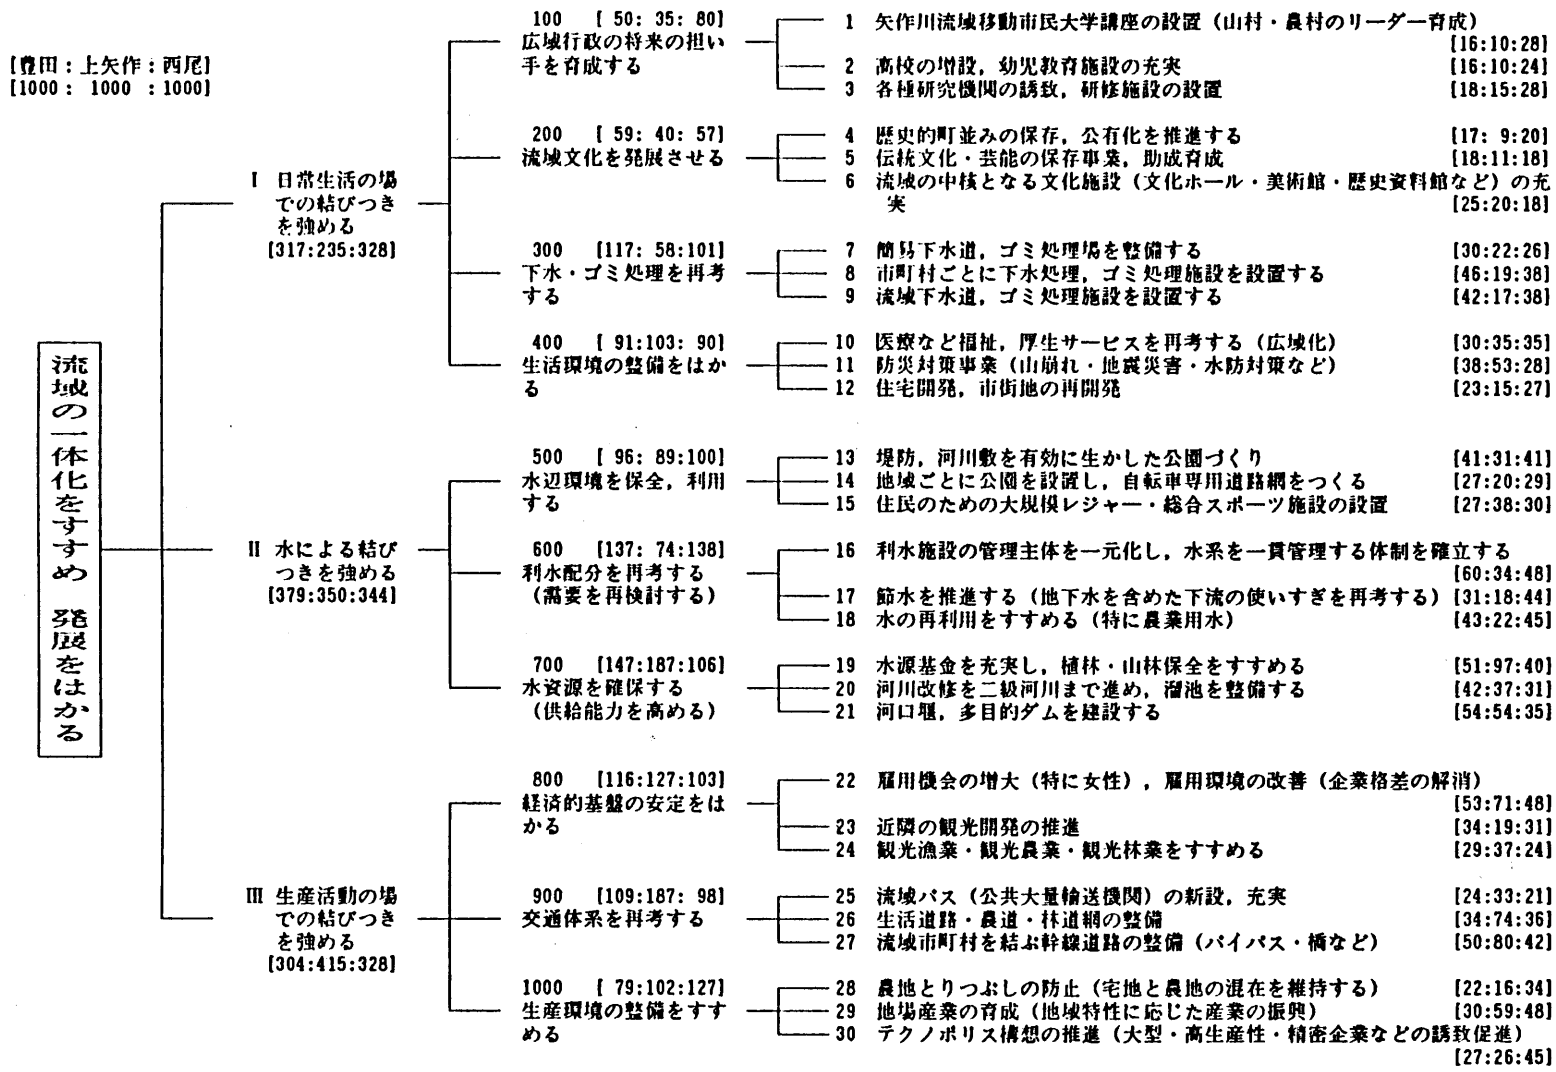 [豊田:上矢作:西尾]
[1000: 1000 :1000]
流域の一体化をすすめ 発展をはかる
I 日常生活の場
での結びつき
を強める
[317:235:328]
100 [ 50: 35: 80]
広域行政の将来の担い
手を育成する
1 矢作川流域移動市民大学講座の設置(山村・農村のリーダー育成)
[16:10:28]
2 高校の増設,幼児教育施設の充実 [16:10:24]
3 各種研究機関の誘致,研修施設の設置 [18:15:28]
200 [ 59: 40: 57]
流域文化を発展させる
4 歴史的町並みの保存,公有化を推進する [17: 9:20]
5 伝統文化・芸能の保存事業,助成育成 [18:11:18]
6 流域の中核となる文化施設(文化ホール・美術館・歴史資料館など)の充
実 [25:20:18]
300 [117: 58:101]
下水・ゴミ処理を再考
する
7 簡易下水道,ゴミ処理場を整備する [30:22:26]
8 市町村ごとに下水処理,ゴミ処理施設を設置する [46:19:38]
9 流域下水道,ゴミ処理施設を設置する [42:17:38]
400 [ 91:103: 90]
生活環境の整備をはか
る
10 医療など福祉,厚生サービスを再考する(広域化) [30:35:35]
11 防災対策事業(山崩れ・地震災害・水防対策など) [38:53:28]
12 住宅開発,市街地の再開発 [23:15:27]
II 水による結び
つきを強める
[379:350:344]
500 [ 96: 89:100]
水辺環境を保全,利用
する
13 堤防,河川敷を有効に生かした公園づくり [41:31:41]
14 地域ごとに公園を設置し,自転車専用道路網をつくる [27:20:29]
15 住民のための大規模レジャー・総合スポーツ施設の設置 [27:38:30]
600 [137: 74:138]
利水配分を再考する
(需要を再検討する)
16 利水施設の管理主体を一元化し,水系を一貫管理する体制を確立する
[60:34:48]
17 節水を推進する(地下水を含めた下流の使いすぎを再考する) [31:18:44]
18 水の再利用をすすめる(特に農業用水) [43:22:45]
700 [147:187:106]
水資源を確保する
(供給能力を高める)
19 水源基金を充実し,植林・山林保全をすすめる [51:97:40]
20 河川改修を二級河川まで進め,溜池を整備する [42:37:31]
21 河口堰,多目的ダムを建設する [54:54:35]
III 生産活動の場
での結びつき
を強める
[304:415:328]
800 [116:127:103]
経済的基盤の安定をは
かる
22 雇用機会の増大(特に女性),雇用環境の改善(企業格差の解消)
[53:71:48]
23 近隣の観光開発の推進 [34:19:31]
24 観光漁業・観光農業・観光林業をすすめる [29:37:24]
900 [109:187: 98]
交通体系を再考する
25 流域バス(公共大量輸送機関)の新設,充実 [24:33:21]
26 生活道路・農道・林道網の整備 [34:74:36]
27 流域市町村を結ぶ幹線道路の整備(バイパス・橋など) [50:80:42]
1000 [ 79:102:127]
生産環境の整備をすす
める
28 農地とりつぶしの防止(宅地と農地の混在を維持する) [22:16:34]
29 地場産業の育成(地域特性に応じた産業の振興) [30:59:48]
30 テクノポリス構想の推進(大型・高生産性・精密企業などの誘致促進)
[27:26:45]